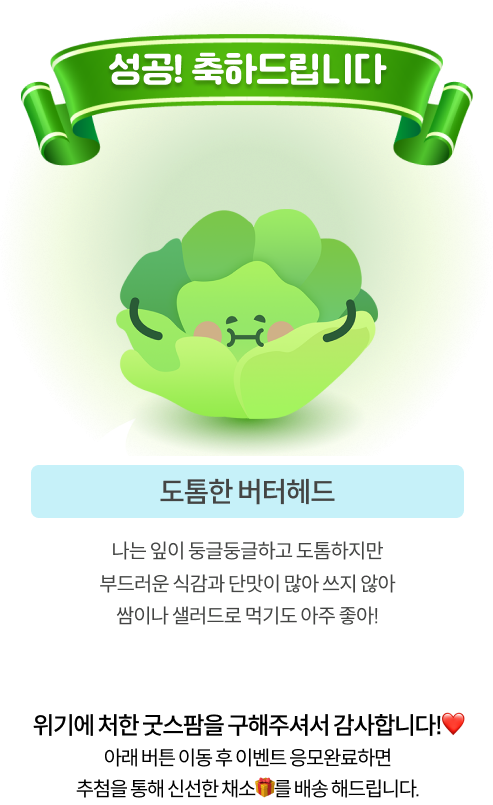 성공! 축하드립니다
도톰한 버터헤드
나는 잎이 둥글둥글하고 도톰하지만
부드러운 식감과 단맛이 많아 쓰지 않아
쌈이나 샐러드로 먹기도 아주 좋아!
위기에 처한 굿스팜을 구해주셔서 감사합니다!❤️
아래 버튼 이동 후 이벤트 응모완료하면
추첨을 통해 신선한 채소🎁를 배송 해드립니다.